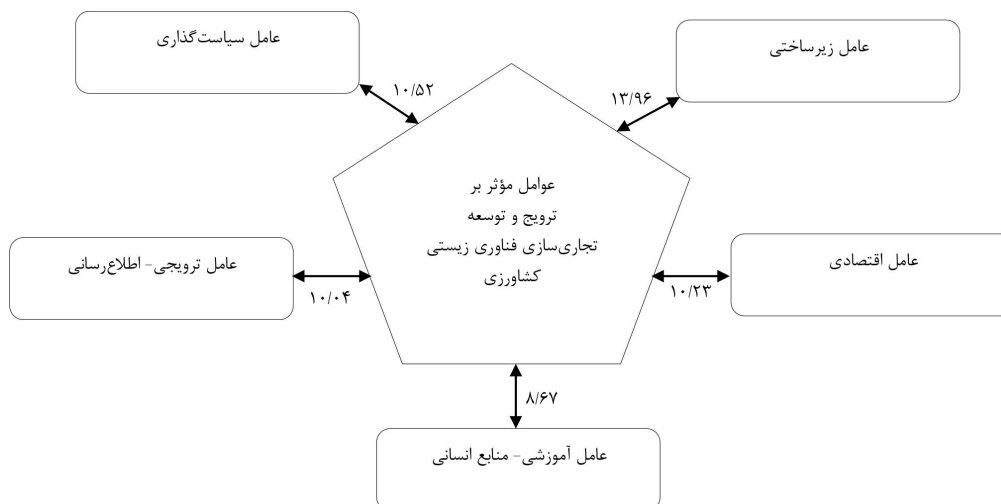 عامل سیاست‌گذاری
عامل زیرساختی
۱۰/۵۲
۱۳/۹۶
عوامل مؤثر بر
ترویج و توسعه
تجاری‌سازی فناوری زیستی
کشاورزی
عامل ترویجی- اطلاع‌رسانی
عامل اقتصادی
۱۰/۰۴
۱۰/۲۳
۸/۶۷
عامل آموزشی- منابع انسانی